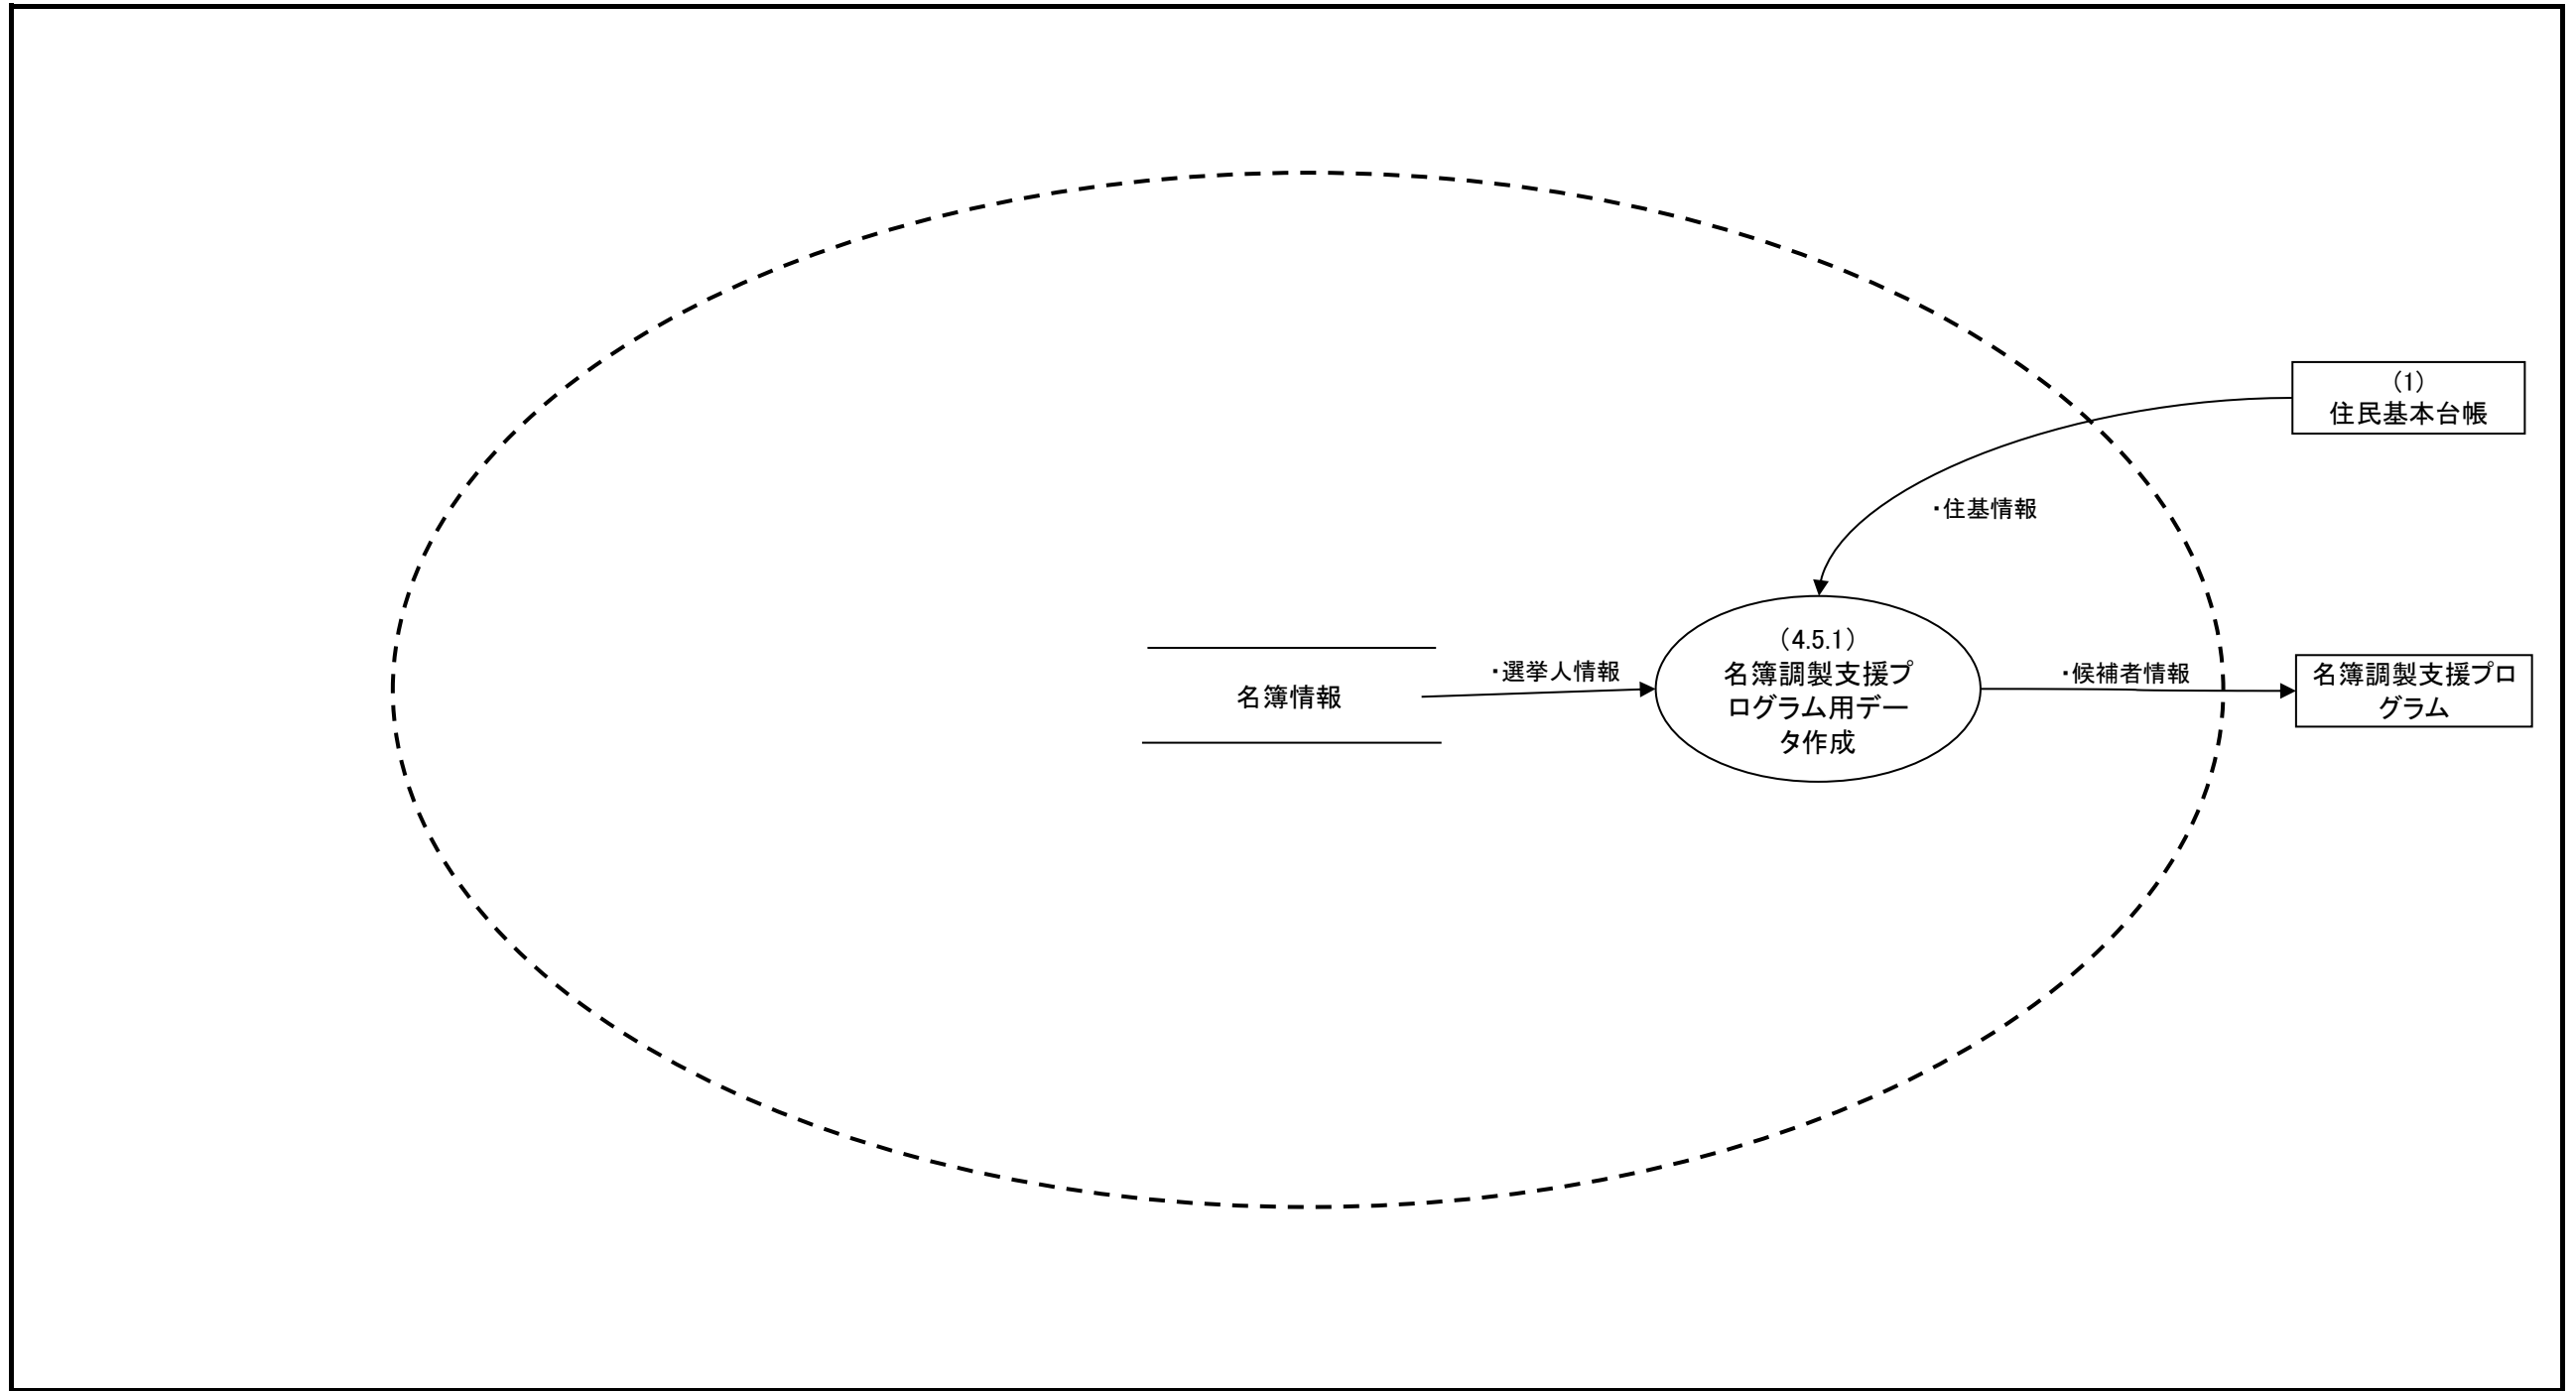 （1）
住民基本台帳
・住基情報
（4.5.1）
名簿調製支援プ
ログラム用デー
タ作成
名簿情報
・選挙人情報
・候補者情報
名簿調製支援プロ
グラム